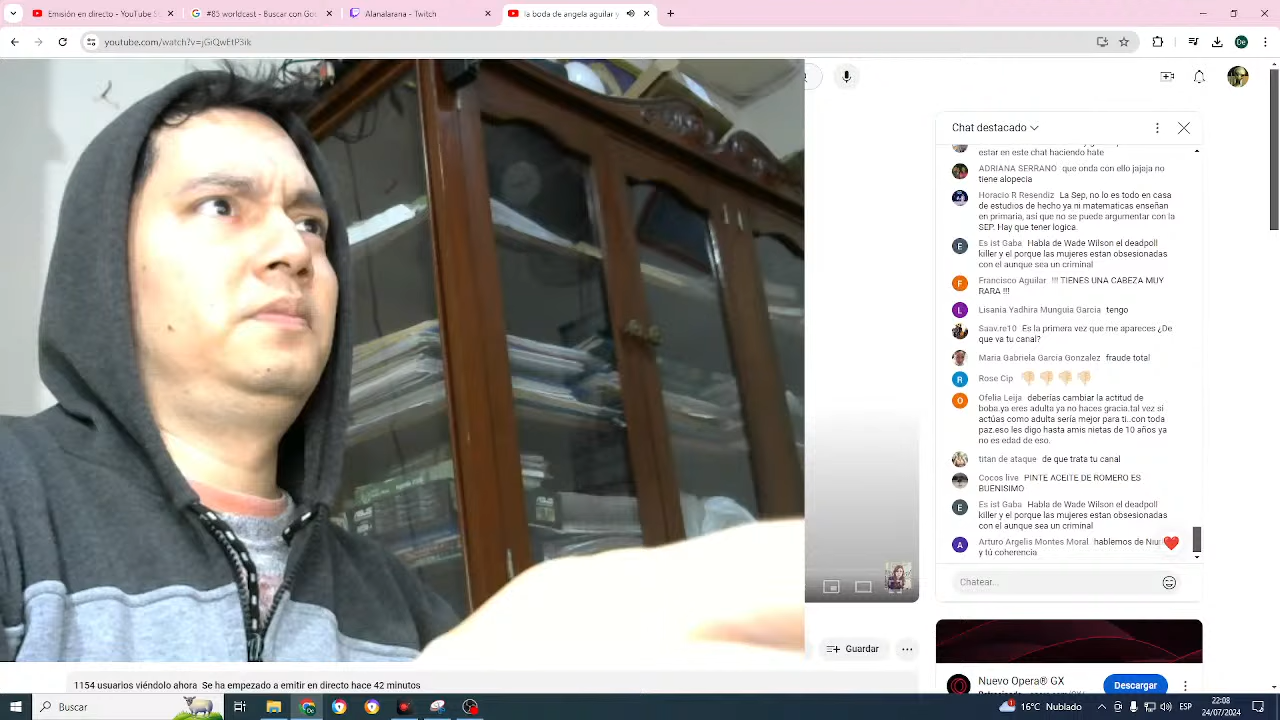 Emisión en directo - YouTube S
#85 worldcast - Buscar con Go
Alanalarana - Twitch
la boda de angela aguilar y
youtube.com/watch?v=jGiQwEtPSik
De
Chat destacado
estar en este chat haciendo hate
ADRIANA SERRANO que onda con ello jajaja no
tiene alopecia
Horacio R Resendiz La Sep, no lo es todo en casa
de estudios de hecho ya ni matematicas enseñan
en primaria, asi que no se puede argumentar con la
SEP. Hay que tener logica.
E
Es ist Gaba Habla de Wade Wilson el deadpoll
killer y el porque las mujeres estan obsesionadas
con el aunque sea un criminal
F
Francisco Aguilar !!! TIENES UNA CABEZA MUY
RARA !!!
L
Lisania Yadhira Munguia Garcia tengo
Saav.re10 Es la primera vez que me apareces ¿De
que va tu canal?
Maria Gabriela Garcia Gonzalez fraude total
R
Rose Cip 👎🏻👎🏻👎🏻👎🏻
O
Ofelia Leija deberías cambiar la actitud de
boba.ya eres adulta ya no haces gracia.tal vez si
actúas como adulta sería mejor para ti..con toda
paz.eso les digo hasta amis nietas de 10 años ya
no es edad de eso.
titan de ataque de que trata tu canal
Cocos live PINTE ACEITE DE ROMERO ES
BUENISIMO
E
Es ist Gaba Habla de Wade Wilson el deadpoll
killer y el porque las mujeres estan obsesionadas
con el aunque sea un criminal
A
Arturo Argelis Montes Moral hablemos de
y tú coherencia
Chatear...
Guardar
1154 usuarios viéndolo ahora Se ha empezado a emitir en directo hace 42 minutos
Nuevo Opera® GX
Descargar
Buscar
16°C Nublado
ESP
22:08
24/07/2024